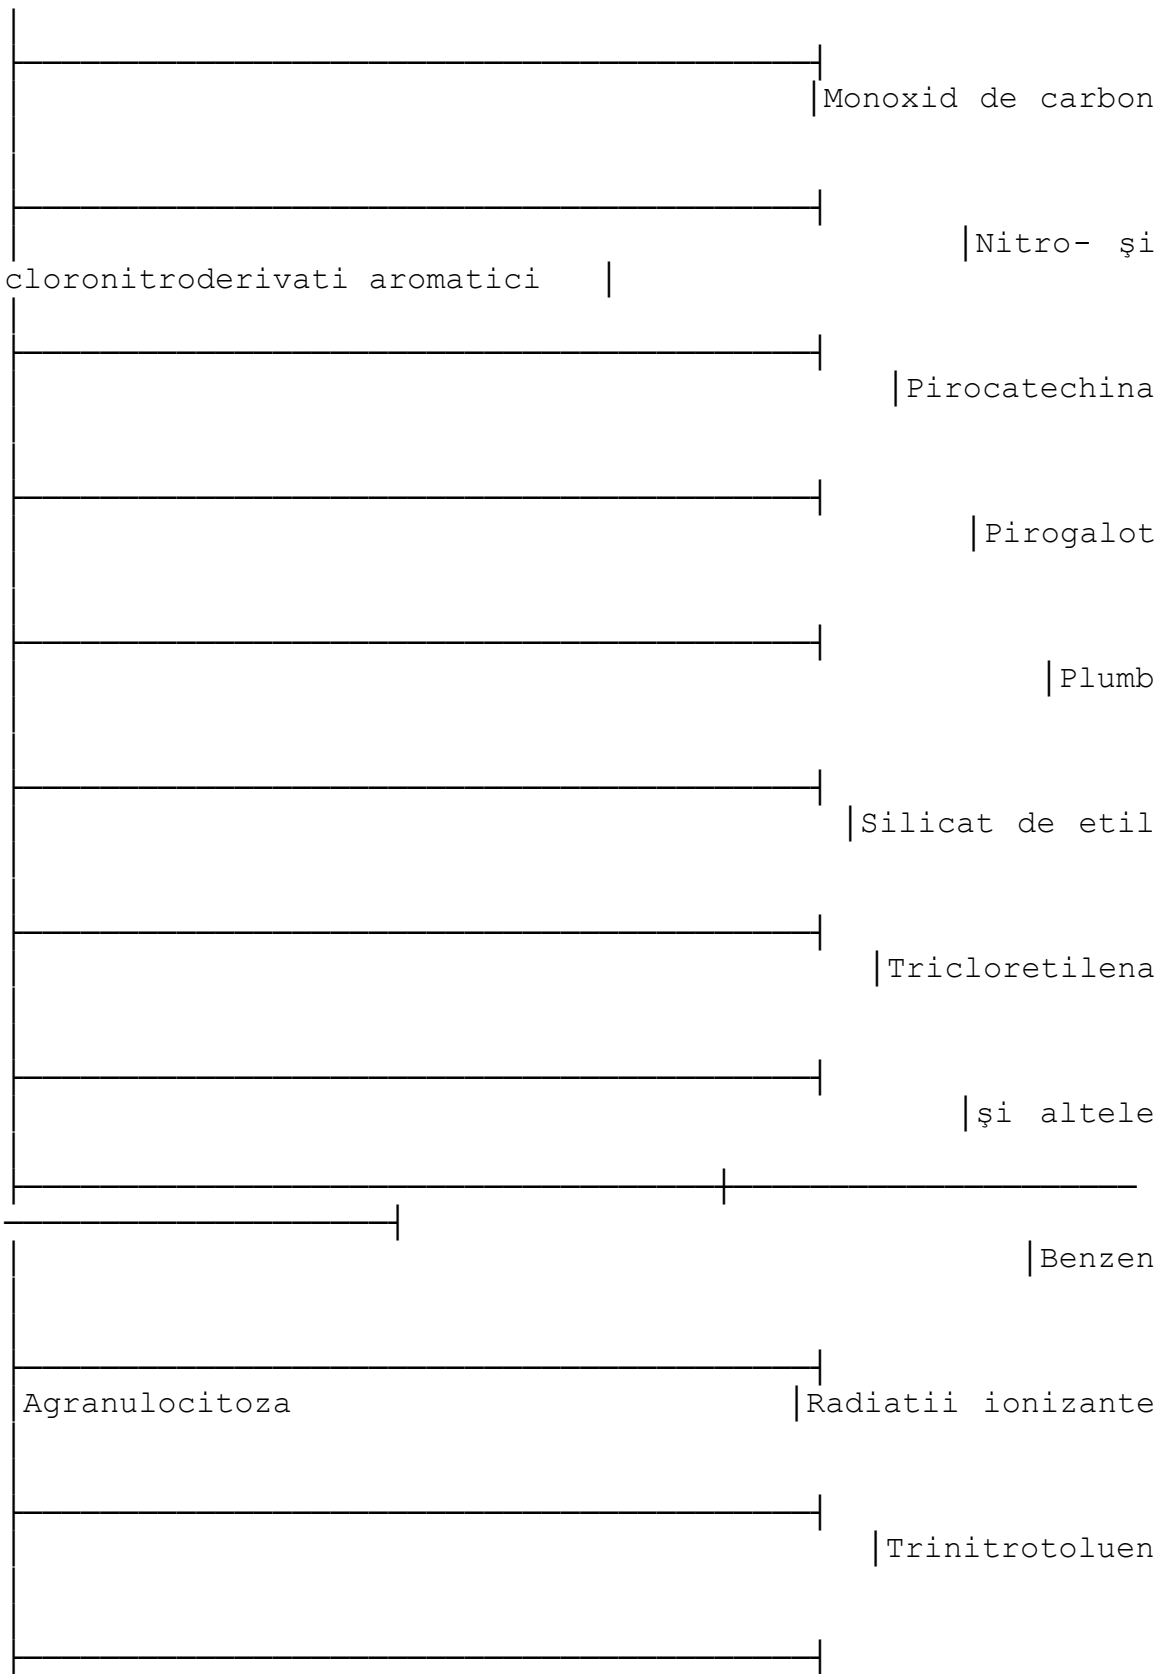 Monoxid de carbon
Nitro- şi
cloronitroderivati aromatici
Pirocatechina
Pirogalot
Plumb
Silicat de etil
Tricloretilena
şi altele
Benzen
Agranulocitoza Radiatii ionizante
Trinitrotoluen